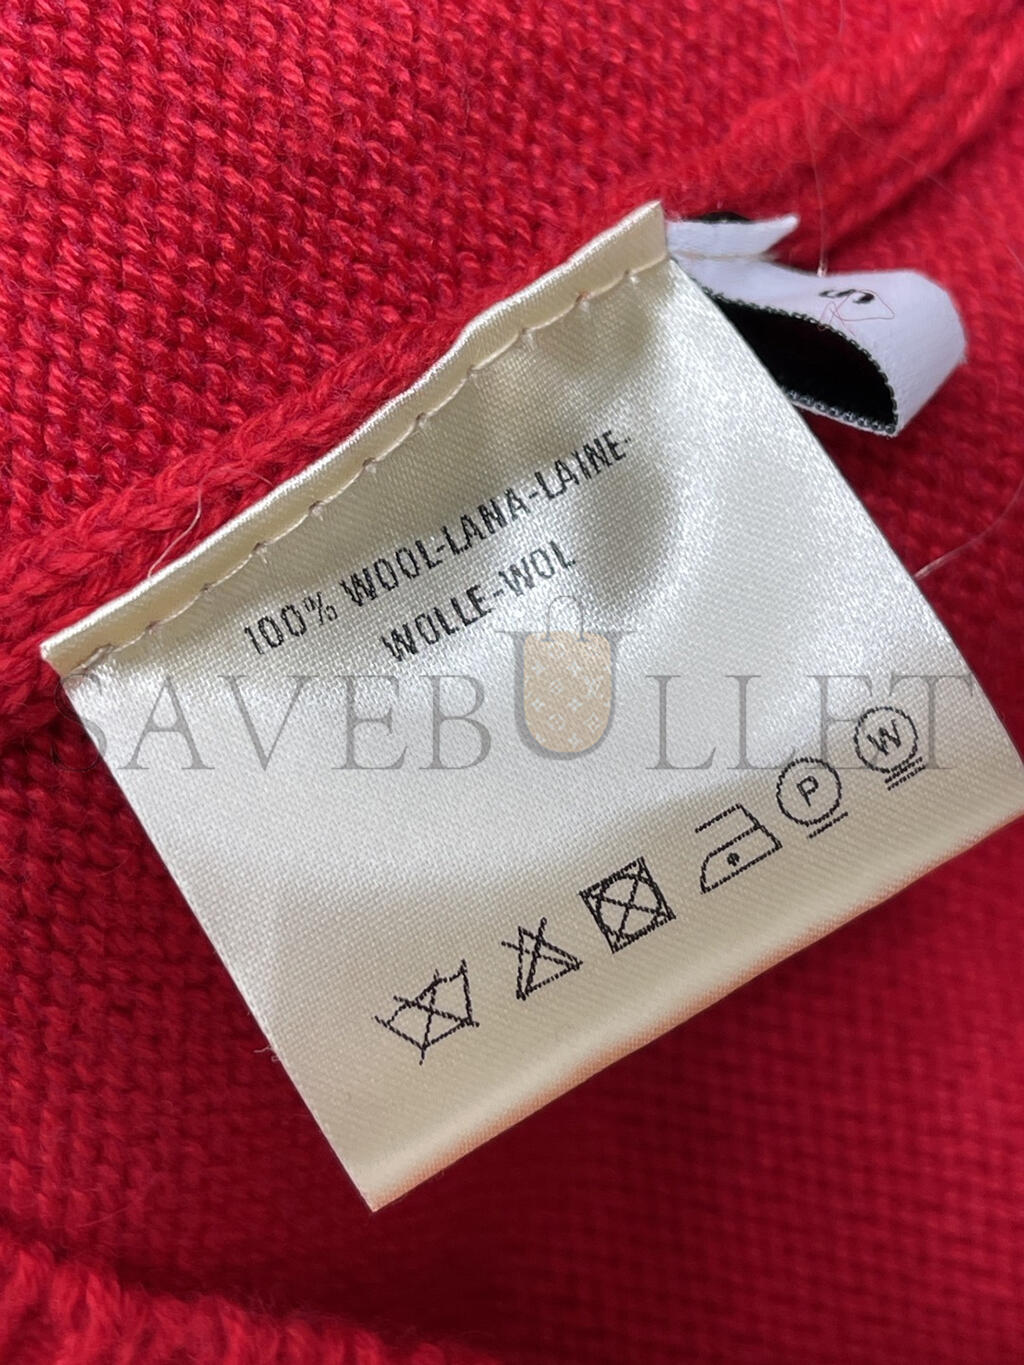 100% WOOL-LANA-LAINE-
WOLLE-WOL
SAVEBULLET
P
W
S